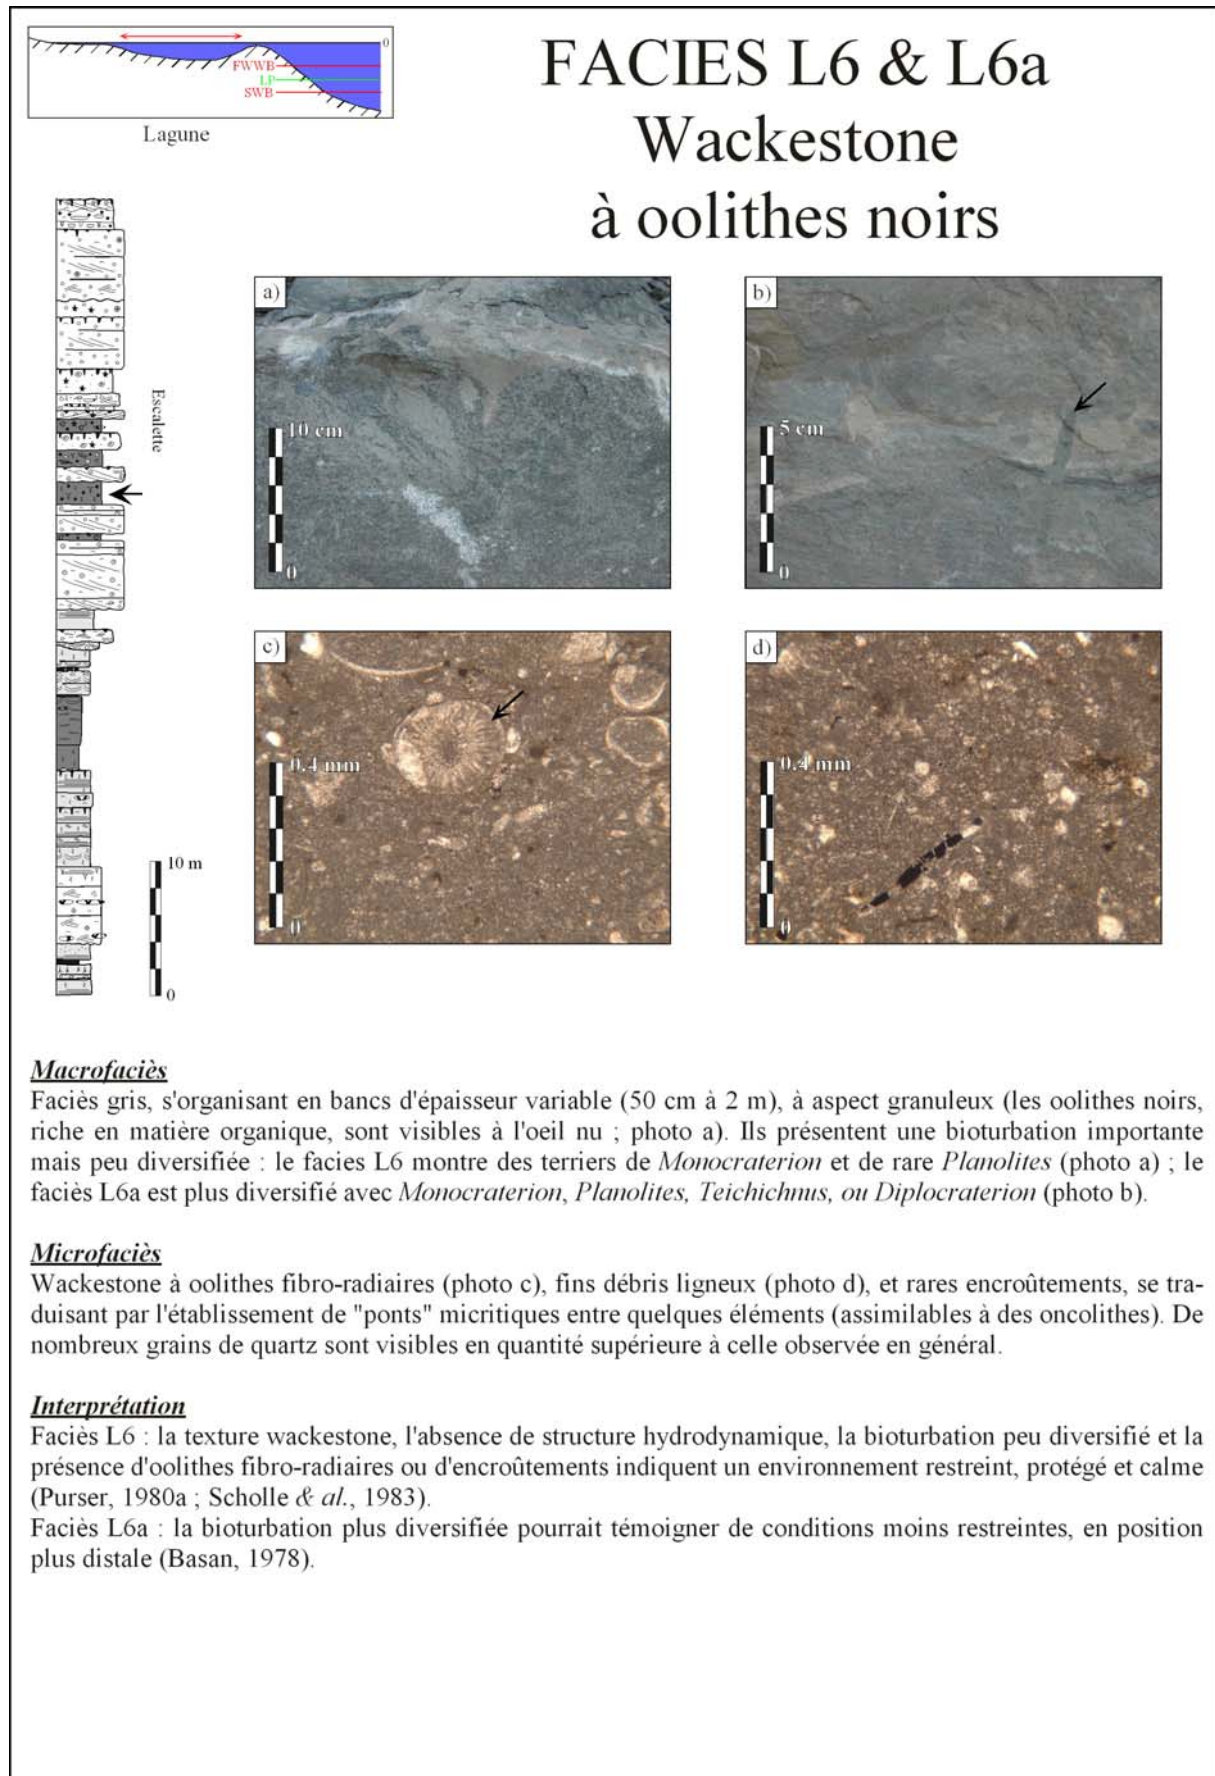 0
FWWB
LP
SWB
Lagune
FACIES L6 & L6a
Wackestone
à oolithes noirs
Escalette
10 m
0
a)
10 cm
0
b)
5 cm
0
c)
0.4 mm
0
d)
0.4 mm
0
Macrofaciès
Faciès gris, s'organisant en bancs d'épaisseur variable (50 cm à 2 m), à aspect granuleux (les oolithes noirs,
riche en matière organique, sont visibles à l'oeil nu ; photo a). Ils présentent une bioturbation importante
mais peu diversifiée : le facies L6 montre des terriers de Monocraterion et de rare Planolites (photo a) ; le
faciès L6a est plus diversifié avec Monocraterion, Planolites, Teichichnus, ou Diplocraterion (photo b).
Microfaciès
Wackestone à oolithes fibro-radiaires (photo c), fins débris ligneux (photo d), et rares encroûtements, se tra-
duisant par l'établissement de "ponts" micritiques entre quelques éléments (assimilables à des oncolithes). De
nombreux grains de quartz sont visibles en quantité supérieure à celle observée en général.
Interprétation
Faciès L6 : la texture wackestone, l'absence de structure hydrodynamique, la bioturbation peu diversifié et la
présence d'oolithes fibro-radiaires ou d'encroûtements indiquent un environnement restreint, protégé et calme
(Purser, 1980a ; Scholle & al., 1983).
Faciès L6a : la bioturbation plus diversifiée pourrait témoigner de conditions moins restreintes, en position
plus distale (Basan, 1978).